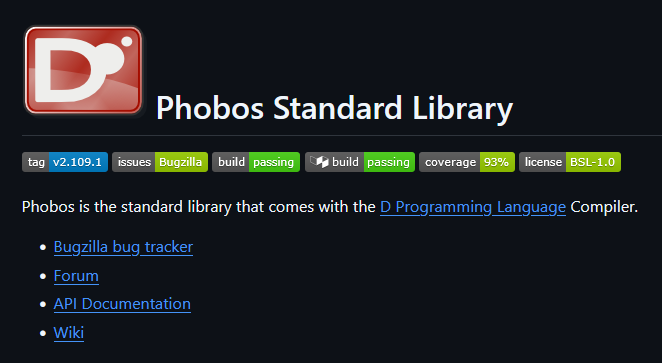 D
Phobos Standard Library
tag v2.109.1 issues Bugzilla build passing build passing coverage 93% license BSL-1.0
Phobos is the standard library that comes with the D Programming Language Compiler.
Bugzilla bug tracker
Forum
API Documentation
Wiki